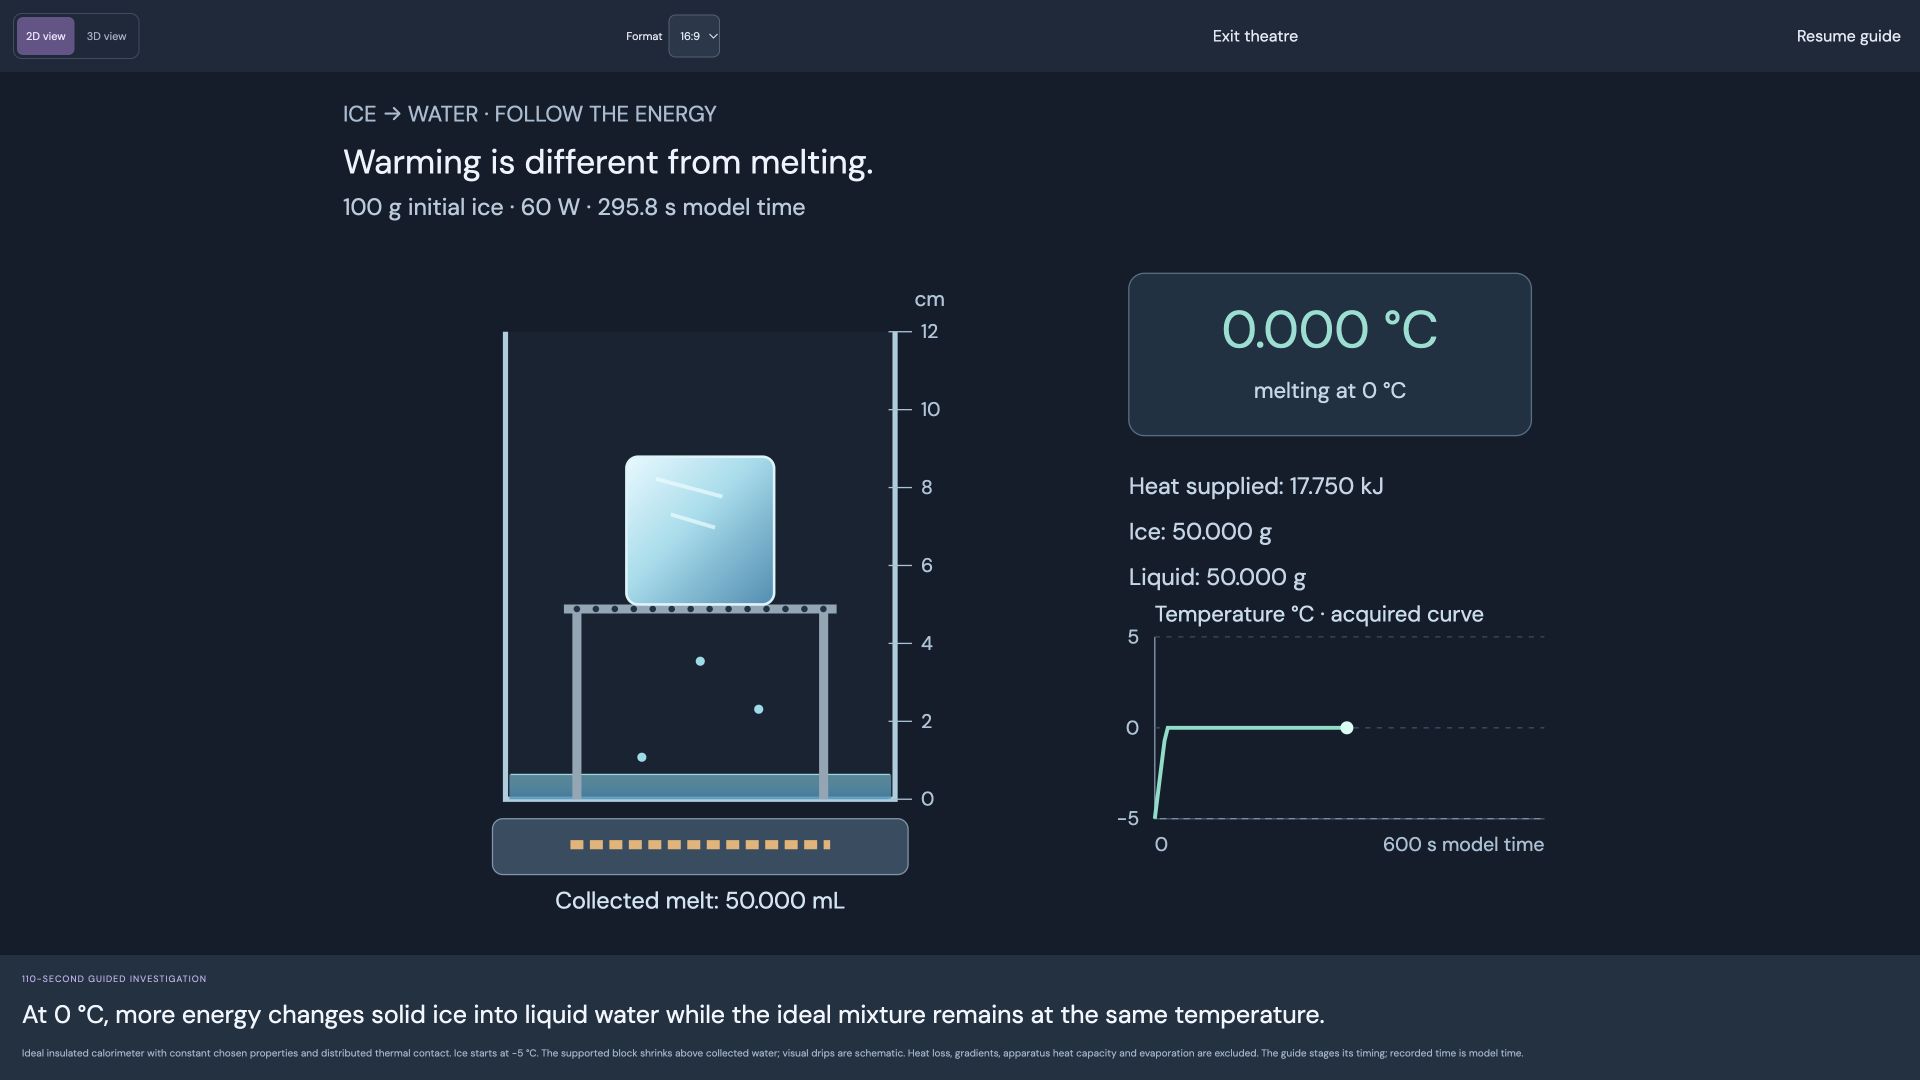 2D view
3D view
Format
16:9
Exit theatre
Resume guide
ICE → WATER · FOLLOW THE ENERGY
Warming is different from melting.
100 g initial ice · 60 W · 295.8 s model time
cm
12
10
8
6
4
2
0
Collected melt: 50.000 mL
0.000 °C
melting at 0 °C
Heat supplied: 17.750 kJ
Ice: 50.000 g
Liquid: 50.000 g
Temperature °C · acquired curve
5
0
−5
0
600 s model time
110-SECOND GUIDED INVESTIGATION
At 0 °C, more energy changes solid ice into liquid water while the ideal mixture remains at the same temperature.
Ideal insulated calorimeter with constant chosen properties and distributed thermal contact. Ice starts at −5 °C. The supported block shrinks above collected water; visual drips are schematic. Heat loss, gradients, apparatus heat capacity and evaporation are excluded. The guide stages its timing; recorded time is model time.